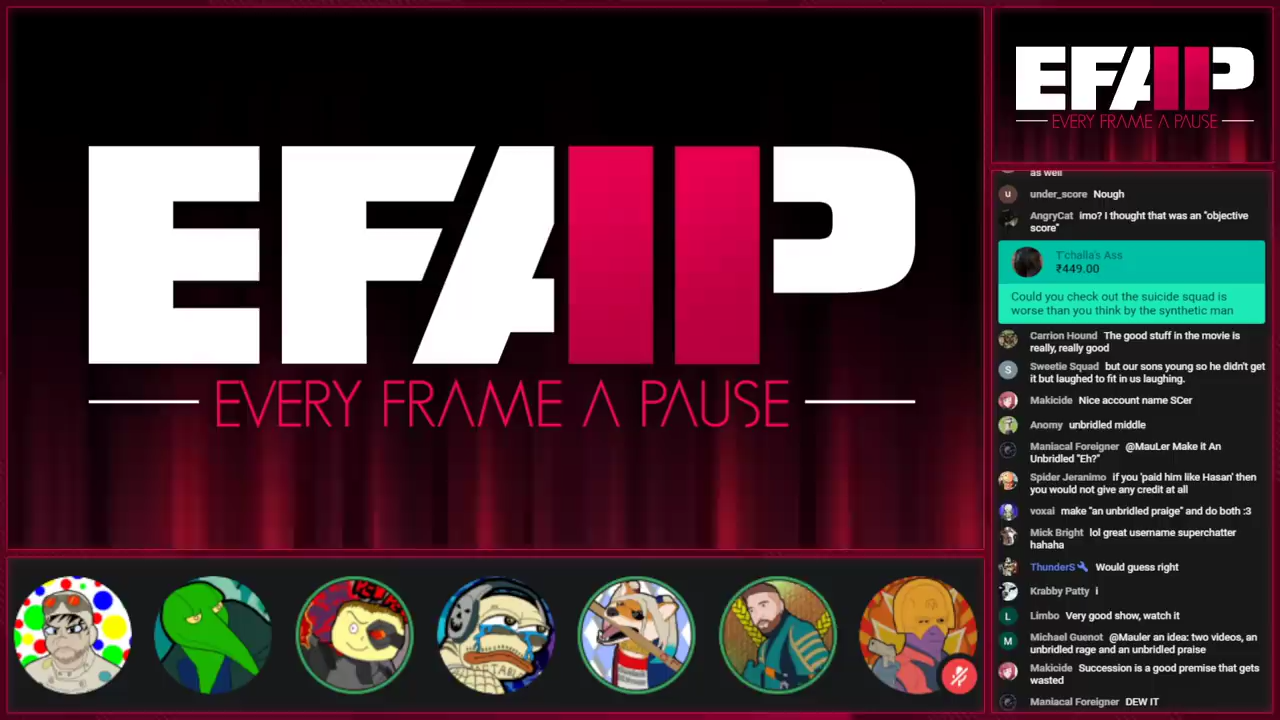 EFAP
EVERY FRAME A PAUSE
EFAP
EVERY FRAME A PAUSE
as well
under_score Nough
AngryCat imo? I thought that was an "objective
score"
T'challa's Ass
₹449.00
Could you check out the suicide squad is
worse than you think by the synthetic man
Carrion Hound The good stuff in the movie is
really, really good
S
Sweetie Squad but our sons young so he didn't get
it but laughed to fit in us laughing.
Makicide Nice account name SCer
Anomy unbridled middle
Maniacal Foreigner @MauLer Make it An
Unbridled "Eh?"
Spider Jeranimo if you 'paid him like Hasan' then
you would not give any credit at all
voxai make "an unbridled praige" and do both :3
Mick Bright lol great username superchatter
hahaha
ThunderS Would guess right
Krabby Patty i
L
Limbo Very good show, watch it
M
Michael Guenot @Mauler an idea: two videos, an
unbridled rage and an unbridled praise
Makicide Succession is a good premise that gets
wasted
Maniacal Foreigner DEW IT